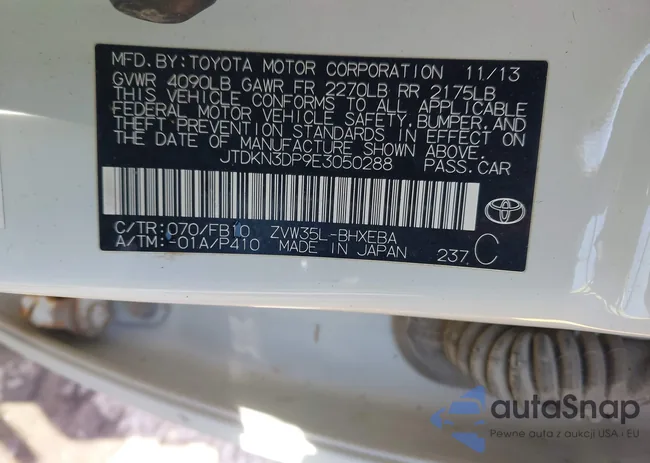 MFD. BY: TOYOTA MOTOR CORPORATION 11/13
GVWR 4090LB GAWR FR 2270LB RR 2175LB
THIS VEHICLE CONFORMS TO ALL APPLICABLE
FEDERAL MOTOR VEHICLE SAFETY, BUMPER, AND
THEFT PREVENTION STANDARDS IN EFFECT ON
THE DATE OF MANUFACTURE SHOWN ABOVE.
JTDKN3DP9E3050288 PASS. CAR
C/TR: 070/FB10 ZVW35L-BHXEBA
A/TM: -01A/P410 MADE IN JAPAN 237 C
autaSnap
Pewne auta z aukcji USA i EU